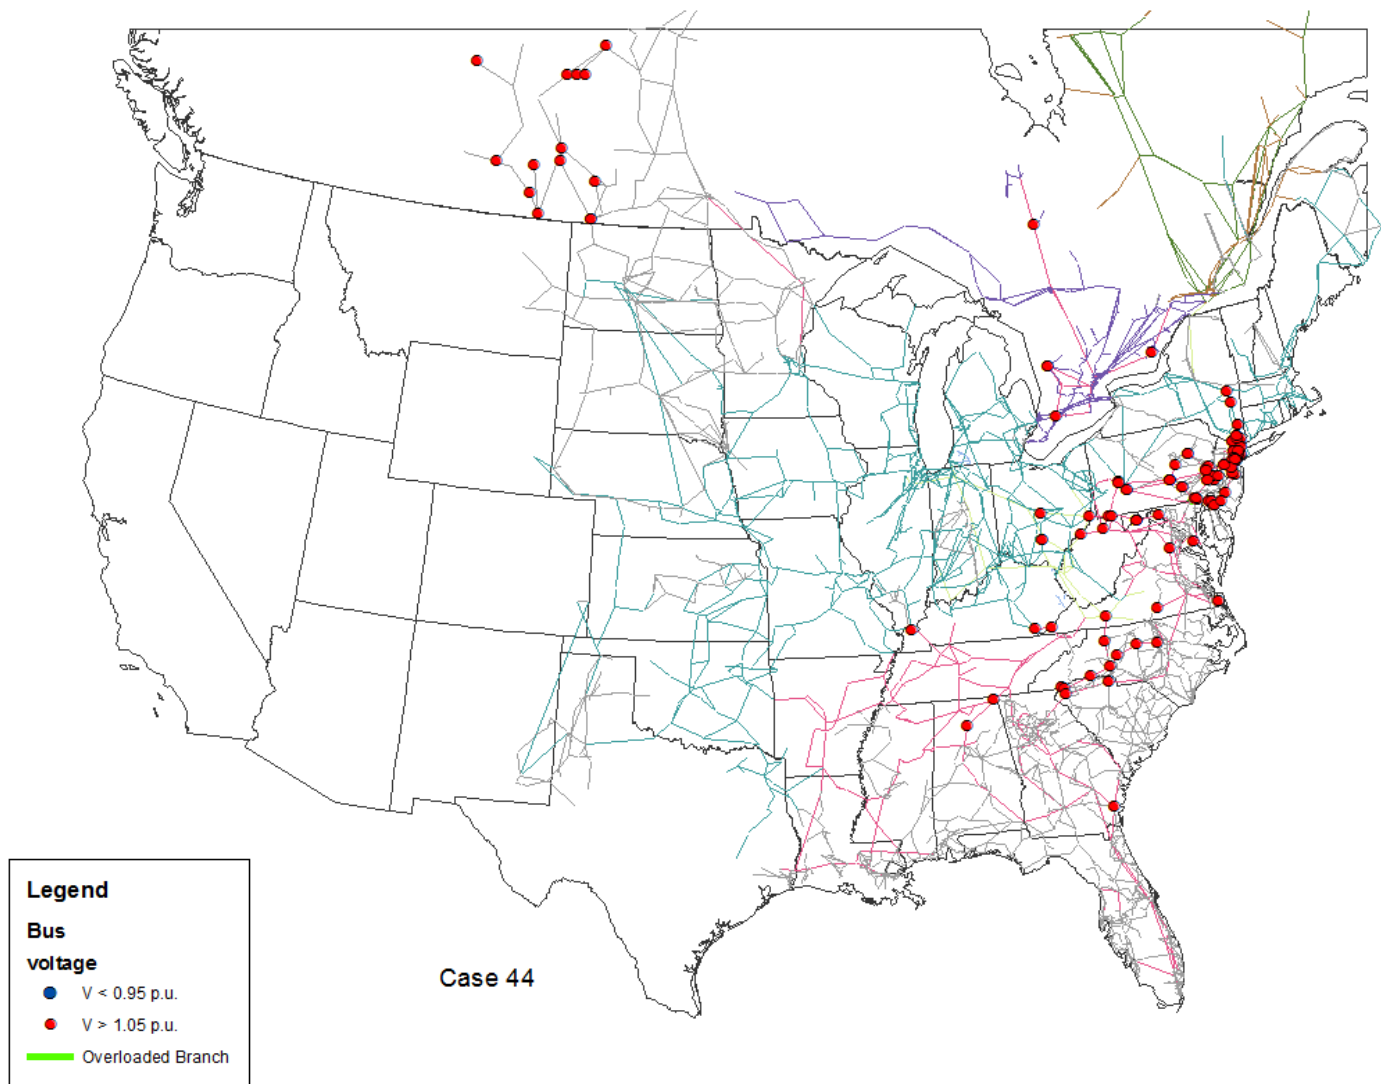 Legend
Bus
voltage
V < 0.95 p.u.
V > 1.05 p.u.
Overloaded Branch
Case 44